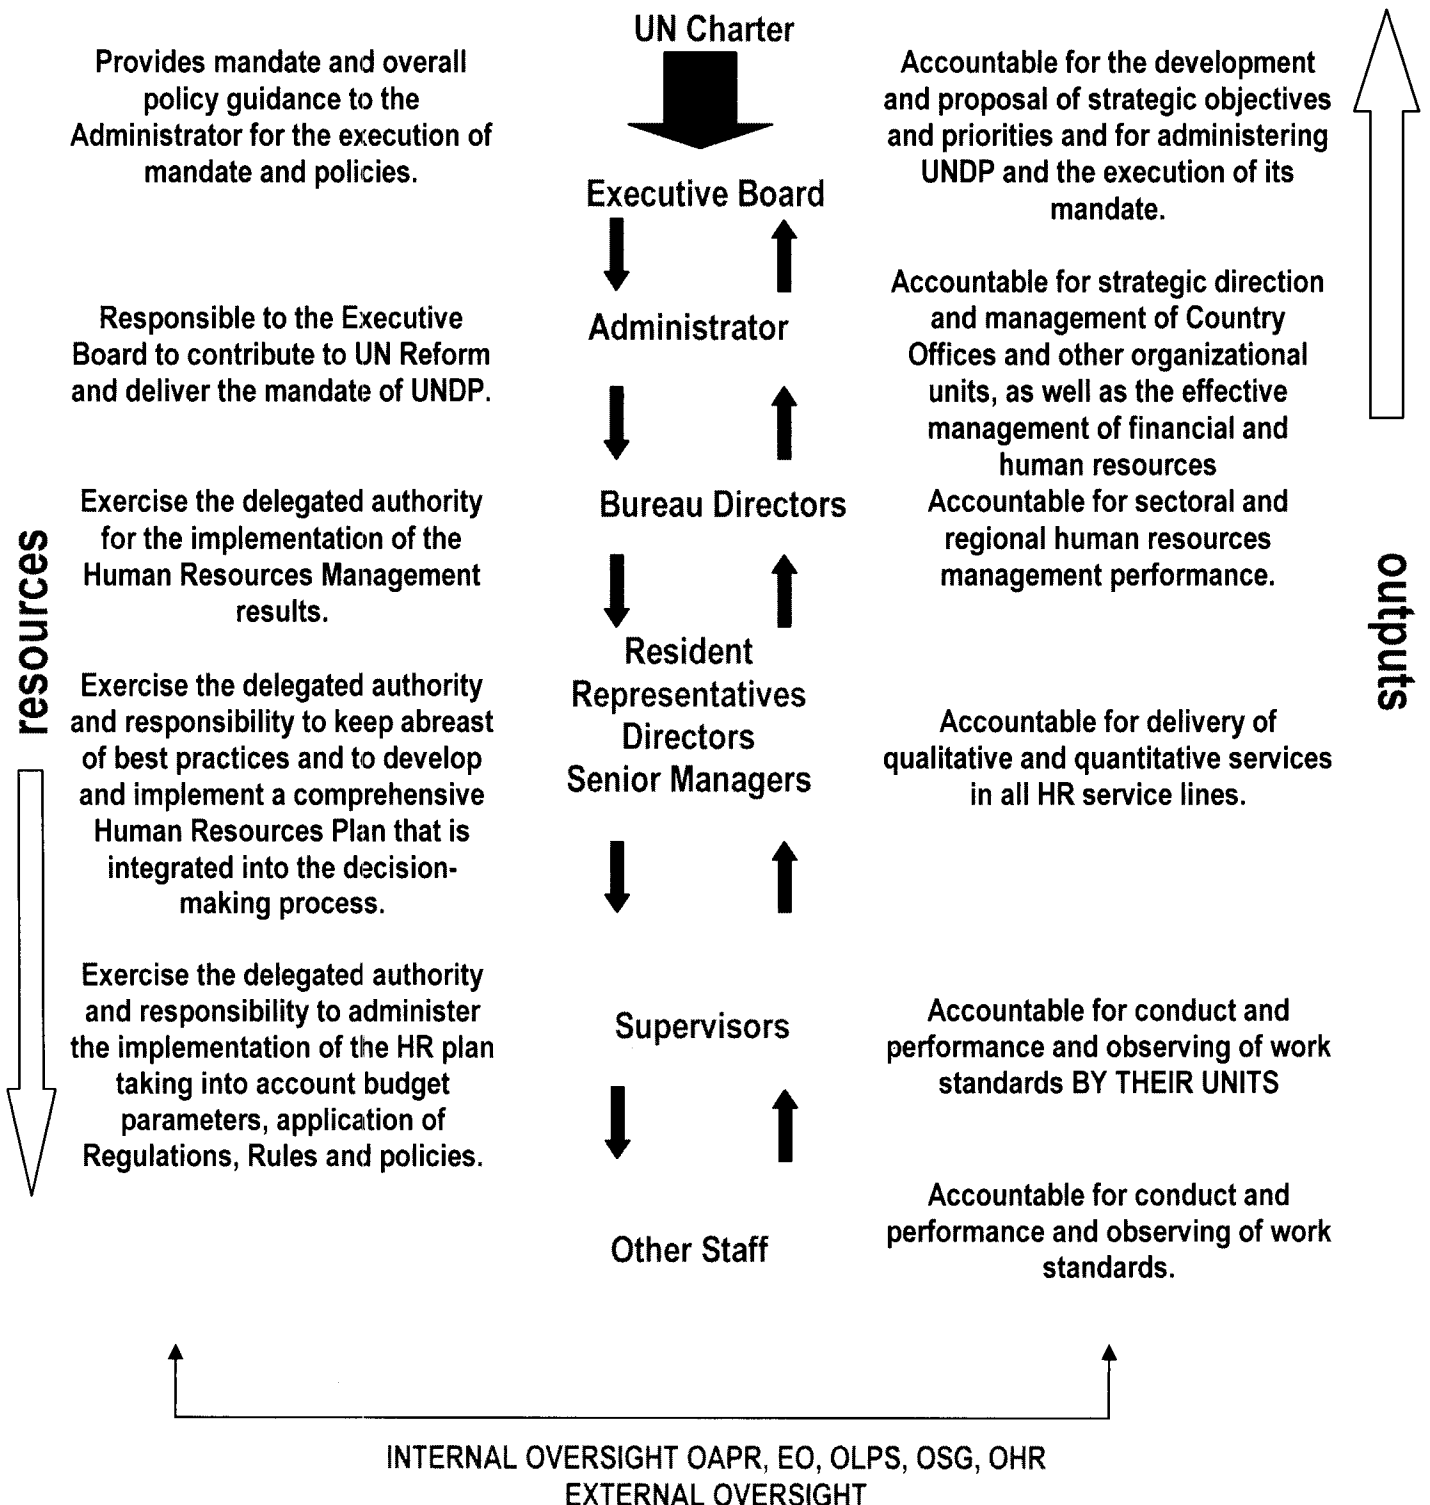 UN Charter
Provides mandate and overall
policy guidance to the
Administrator for the execution of
mandate and policies.
Executive Board
Accountable for the development
and proposal of strategic objectives
and priorities and for administering
UNDP and the execution of its
mandate.
Responsible to the Executive
Board to contribute to UN Reform
and deliver the mandate of UNDP.
Administrator
Accountable for strategic direction
and management of Country
Offices and other organizational
units, as well as the effective
management of financial and
human resources
Exercise the delegated authority
for the implementation of the
Human Resources Management
results.
Bureau Directors
Accountable for sectoral and
regional human resources
management performance.
resources
outputs
Exercise the delegated authority
and responsibility to keep abreast
of best practices and to develop
and implement a comprehensive
Human Resources Plan that is
integrated into the decision-
making process.
Resident
Representatives
Directors
Senior Managers
Accountable for delivery of
qualitative and quantitative services
in all HR service lines.
Exercise the delegated authority
and responsibility to administer
the implementation of the HR plan
taking into account budget
parameters, application of
Regulations, Rules and policies.
Supervisors
Accountable for conduct and
performance and observing of work
standards BY THEIR UNITS
Other Staff
Accountable for conduct and
performance and observing of work
standards.
INTERNAL OVERSIGHT OAPR, EO, OLPS, OSG, OHR
EXTERNAL OVERSIGHT